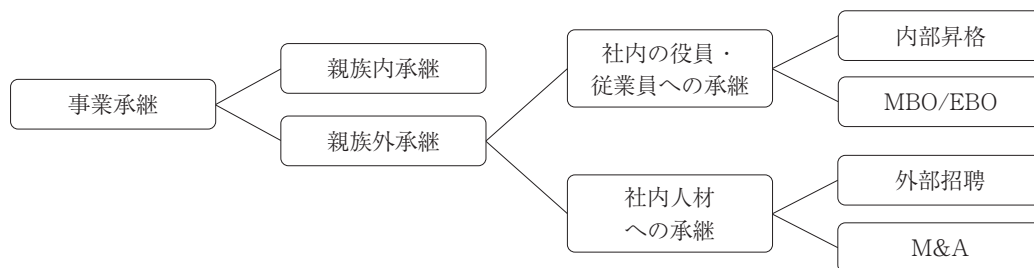 事業承継
親族内承継
親族外承継
社内の役員・
従業員への承継
社内人材
への承継
内部昇格
MBO/EBO
外部招聘
M&A